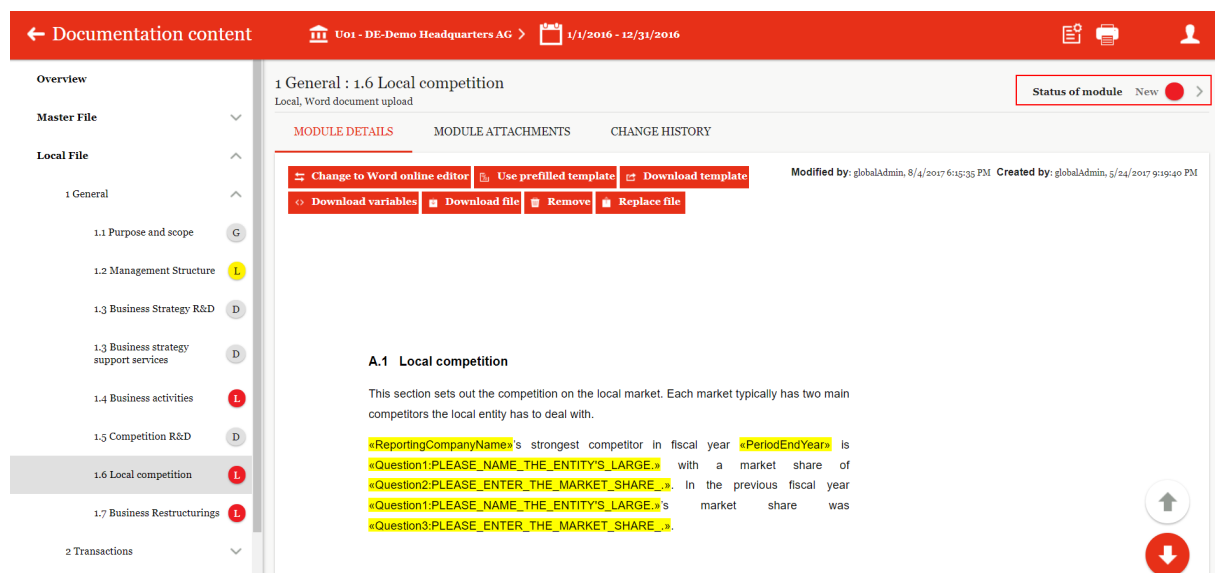 Documentation content
U01 - DE-Demo Headquarters AG
1/1/2016 - 12/31/2016
Overview
Master File
Local File
1 General
1.1 Purpose and scope
G
1.2 Management Structure
L
1.3 Business Strategy R&D
D
1.3 Business strategy
support services
D
1.4 Business activities
L
1.5 Competition R&D
D
1.6 Local competition
L
1.7 Business Restructurings
L
2 Transactions
1 General : 1.6 Local competition
Local, Word document upload
Status of module New
MODULE DETAILS MODULE ATTACHMENTS CHANGE HISTORY
Change to Word online editor Use prefilled template Download template
Download variables Download file Remove Replace file
Modified by: globalAdmin, 8/4/2017 6:15:35 PM Created by: globalAdmin, 5/24/2017 9:19:40 PM
A.1 Local competition
This section sets out the competition on the local market. Each market typically has two main
competitors the local entity has to deal with.
«ReportingCompanyName»'s strongest competitor in fiscal year «PeriodEndYear» is
«Question1:PLEASE_NAME_THE_ENTITY'S_LARGE.» with a market share of
«Question2:PLEASE_ENTER_THE_MARKET_SHARE_.». In the previous fiscal year
«Question1:PLEASE_NAME_THE_ENTITY'S_LARGE.»'s market share was
«Question3:PLEASE_ENTER_THE_MARKET_SHARE_.».